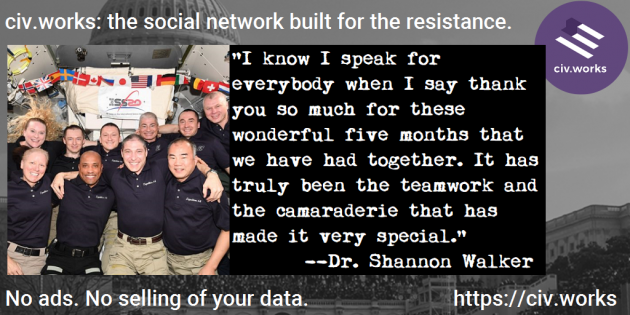 civ.works: the social network built for the resistance.
civ.works
ISS20
"I know I speak for
everybody when I say thank
you so much for these
wonderful five months that
we have had together. It has
truly been the teamwork and
the camaraderie that has
made it very special."
--Dr. Shannon Walker
No ads. No selling of your data.
https://civ.works